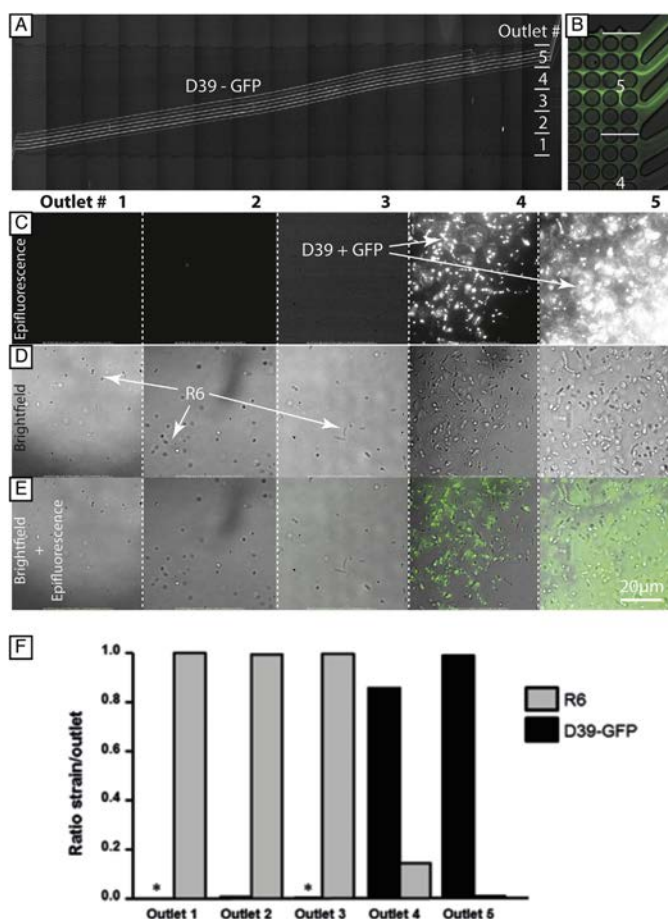 A
Outlet #
B
D39 - GFP
5
4
3
2
1
5
4
Outlet # 1 2 3 4 5
C
Epifluorescence
D39 + GFP
D
Brightfield
R6
E
Brightfield
+
Epifluorescence
20µm
F
Ratio strain/outlet
1.0
0.8
0.6
0.4
0.2
0.0
* *
R6
D39-GFP
Outlet 1 Outlet 2 Outlet 3 Outlet 4 Outlet 5